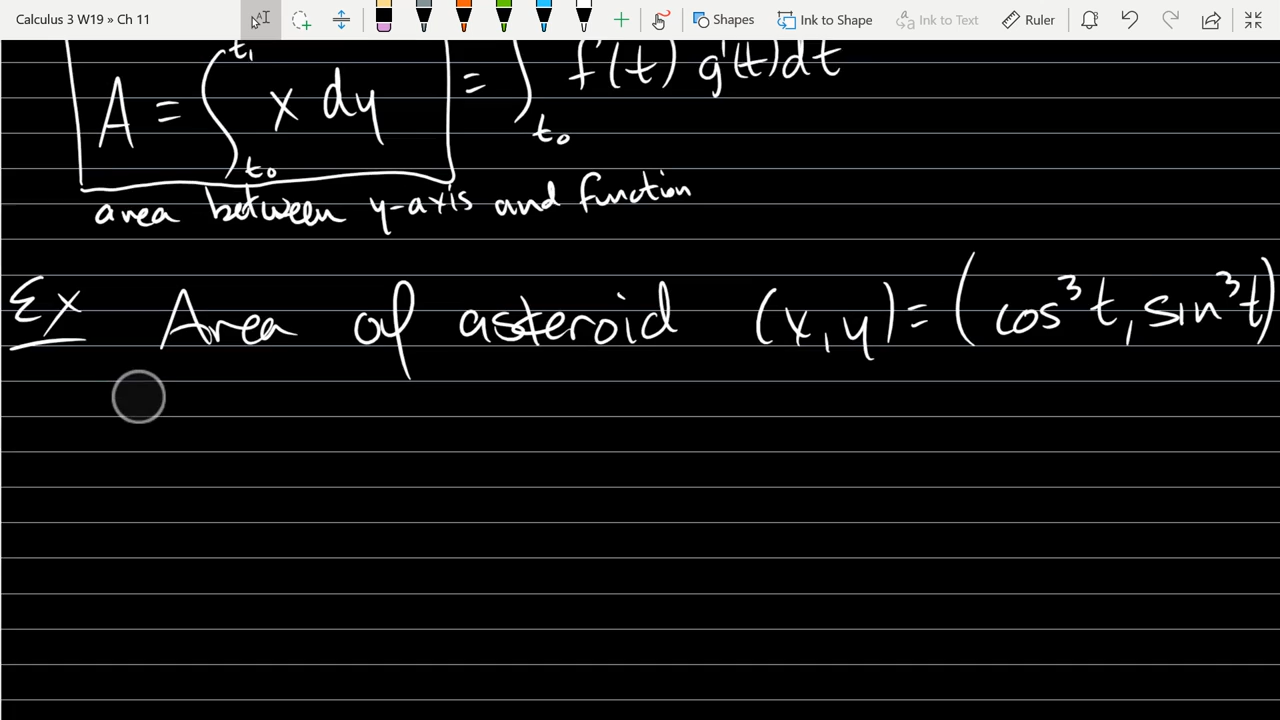 Calculus 3 W19 » Ch 11
Shapes Ink to Shape Ink to Text Ruler
A = ∫_{t₀}^{t₁} x dy = ∫_{t₀} f(t) g'(t) dt
area between y-axis and function
Ex Area of asteroid (x,y) = (cos³t, sin³t)